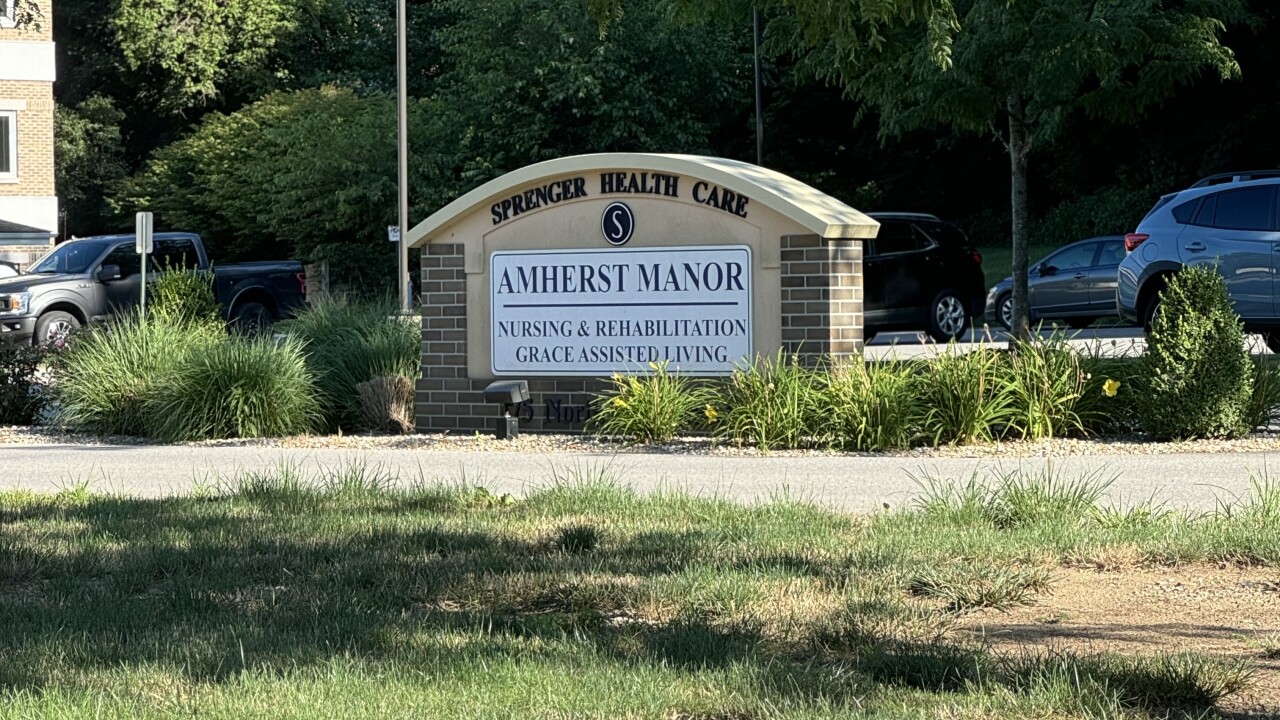 SPRENGER HEALTH CARE
S
AMHERST MANOR
NURSING & REHABILITATION
GRACE ASSISTED LIVING